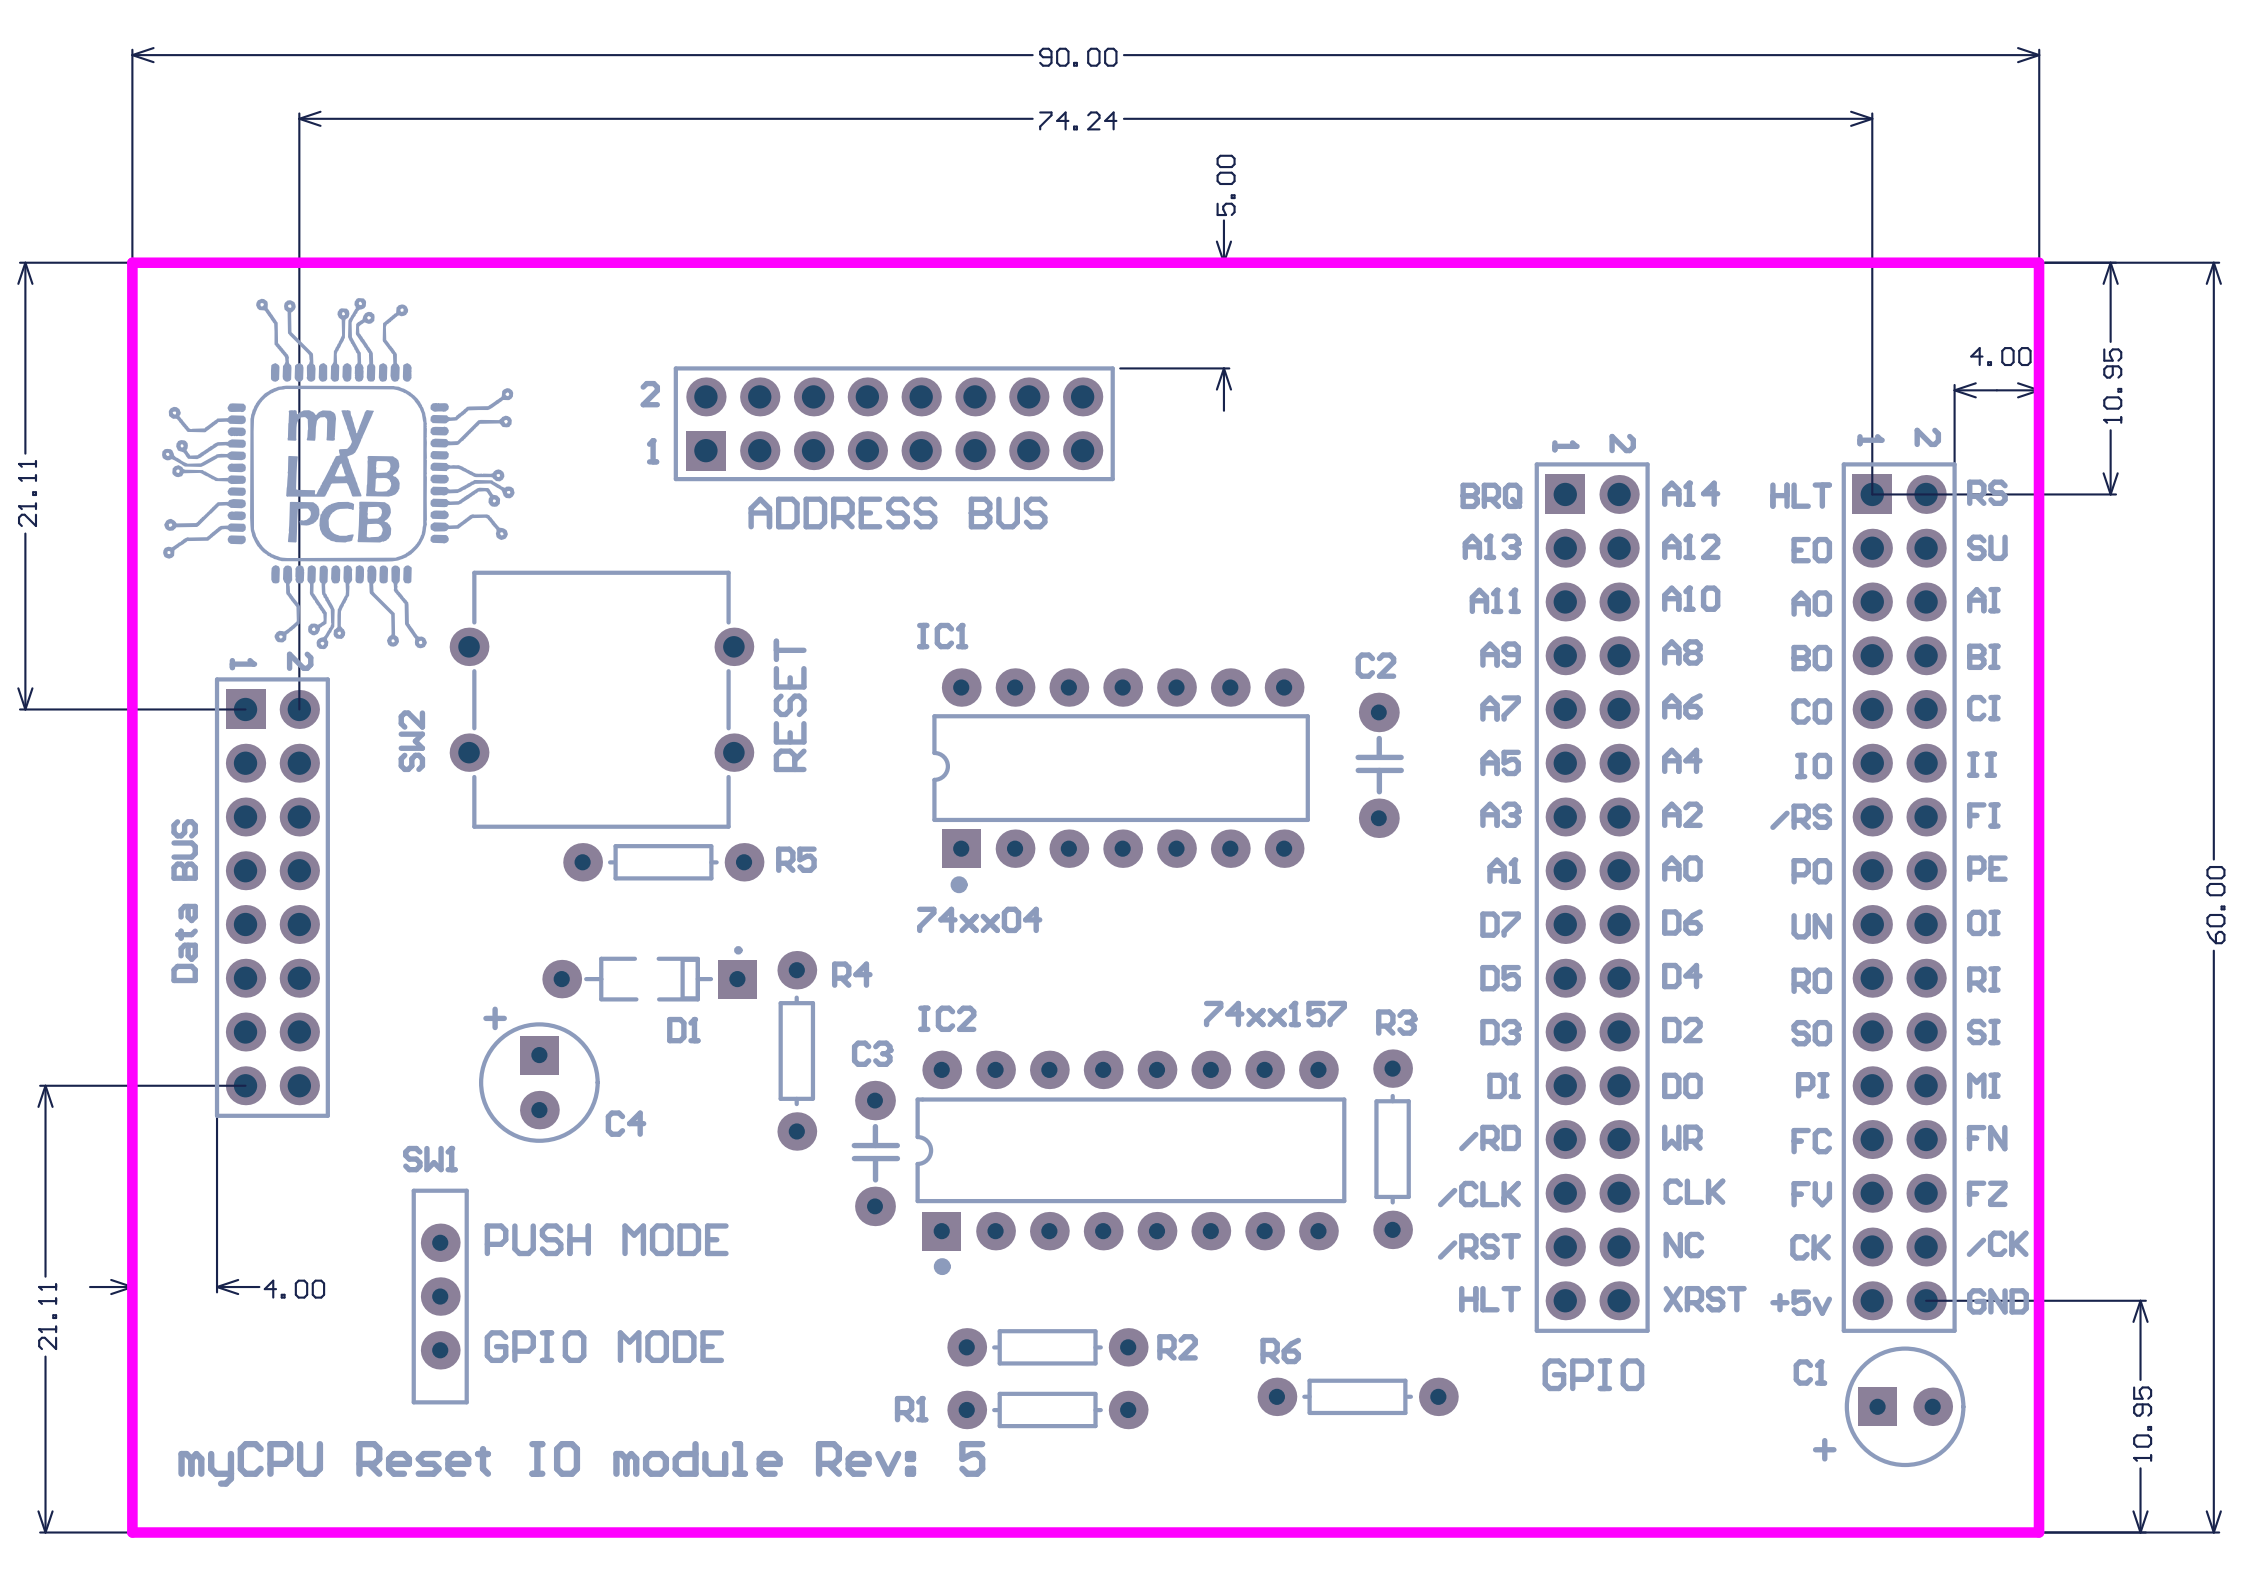 90.00
74.24
5.00
21.11
10.95
4.00
60.00
my
LAB
PCB
2
1
ADDRESS BUS
1 2
1 2
BRQ A14 HLT RS
A13 A12 EO SU
A11 A10 AO AI
A9 A8 BO BI
A7 A6 CO CI
A5 A4 IO II
A3 A2 /RS FI
A1 A0 PO PE
D7 D6 UN OI
D5 D4 RO RI
D3 D2 SO SI
D1 D0 PI MI
/RD WR FC FN
/CLK CLK FV FZ
/RST NC CK /CK
HLT XRST +5v GND
GPIO
C1
+
10.95
1 2
Data BUS
SW2
RESET
IC1
C2
R5
74xx04
D1
R4
+
C4
IC2
74xx157
R3
C3
SW1
PUSH MODE
GPIO MODE
4.00
21.11
R2
R6
R1
myCPU Reset IO module Rev: 5